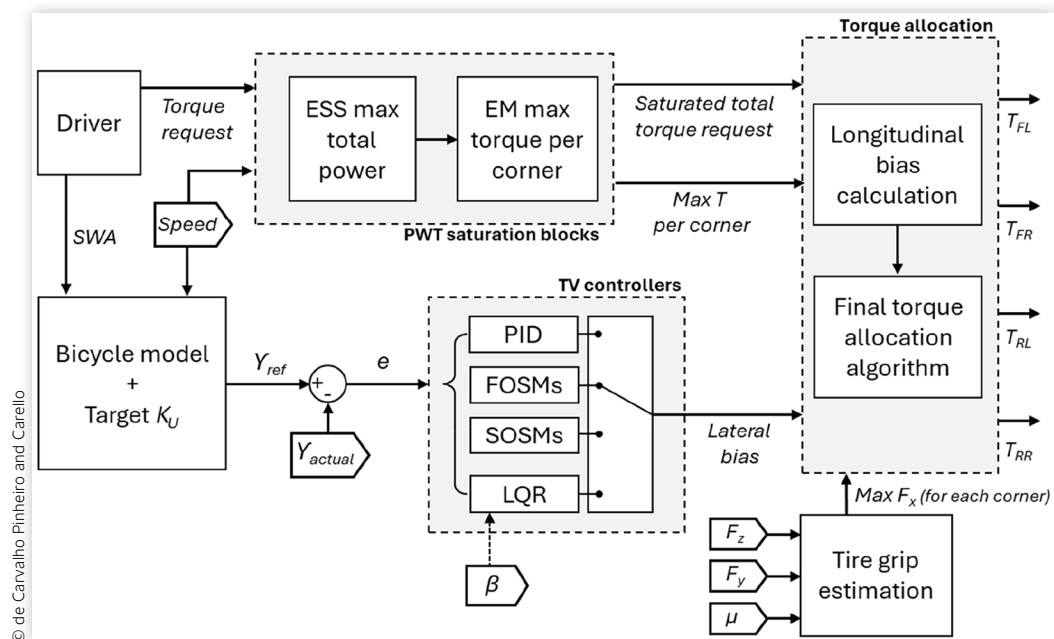 Torque allocation
Driver
Torque
request
ESS max
total
power
EM max
torque per
corner
PWT saturation blocks
Saturated total
torque request
Max T
per corner
Longitudinal
bias
calculation
Final torque
allocation
algorithm
T_FL
T_FR
T_RL
T_RR
SWA
Speed
Bicycle model
+
Target K_U
Y_ref
+
-
e
Y_actual
TV controllers
PID
FOSMs
SOSMs
LQR
β
Lateral
bias
Max F_x (for each corner)
F_z
F_y
μ
Tire grip
estimation
© de Carvalho Pinheiro and Carello